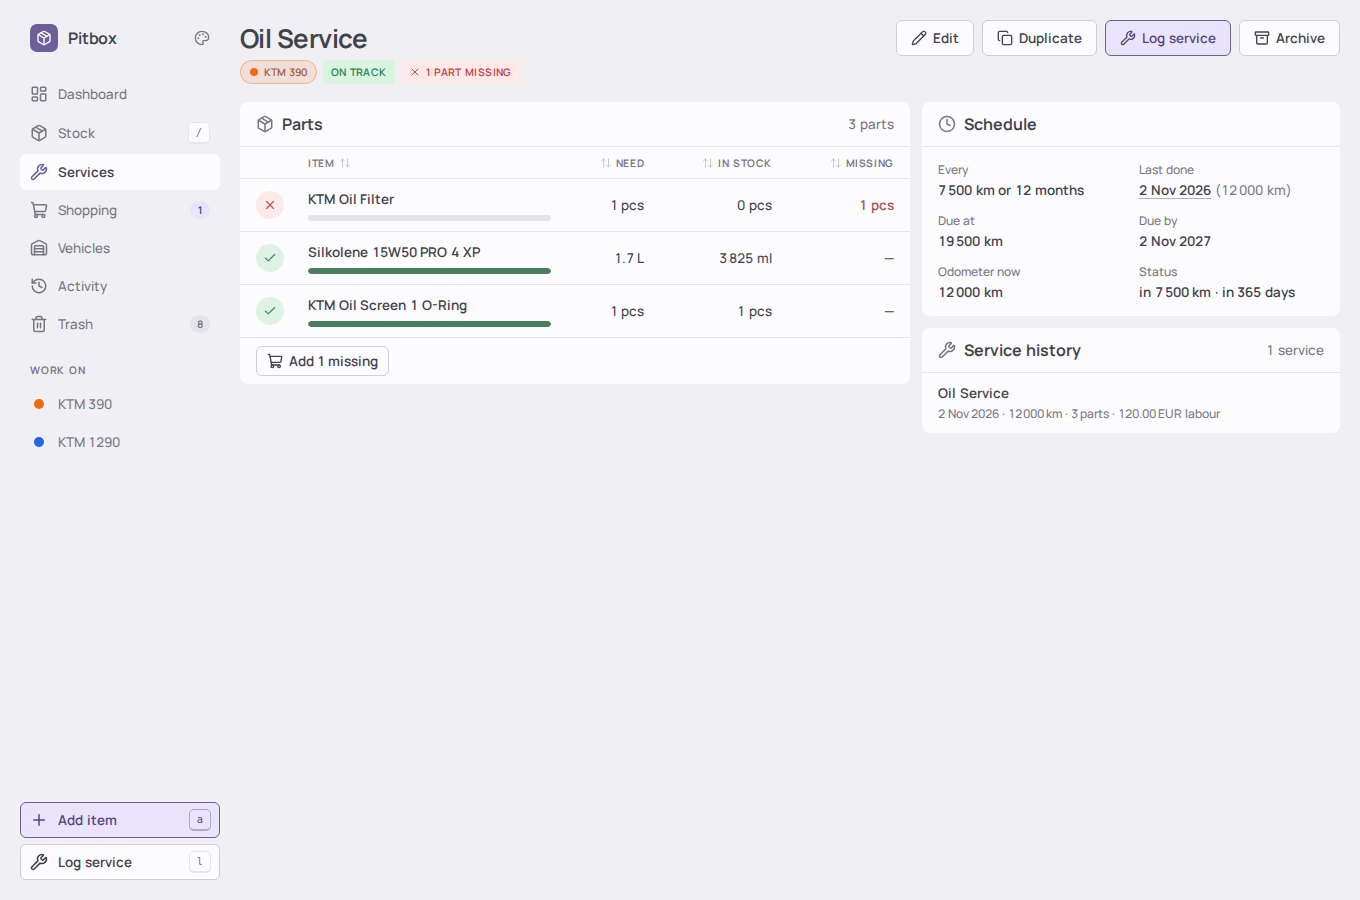 Pitbox
Dashboard
Stock /
Services
Shopping 1
Vehicles
Activity
Trash 8
WORK ON
KTM 390
KTM 1290
Add item a
Log service l
Oil Service
Edit
Duplicate
Log service
Archive
KTM 390
ON TRACK
1 PART MISSING
Parts
3 parts
ITEM NEED IN STOCK MISSING
KTM Oil Filter 1 pcs 0 pcs 1 pcs
Silkolene 15W50 PRO 4 XP 1.7 L 3 825 ml –
KTM Oil Screen 1 O-Ring 1 pcs 1 pcs –
Add 1 missing
Schedule
Every Last done
7 500 km or 12 months 2 Nov 2026 (12 000 km)
Due at Due by
19 500 km 2 Nov 2027
Odometer now Status
12 000 km in 7 500 km · in 365 days
Service history 1 service
Oil Service
2 Nov 2026 · 12 000 km · 3 parts · 120.00 EUR labour